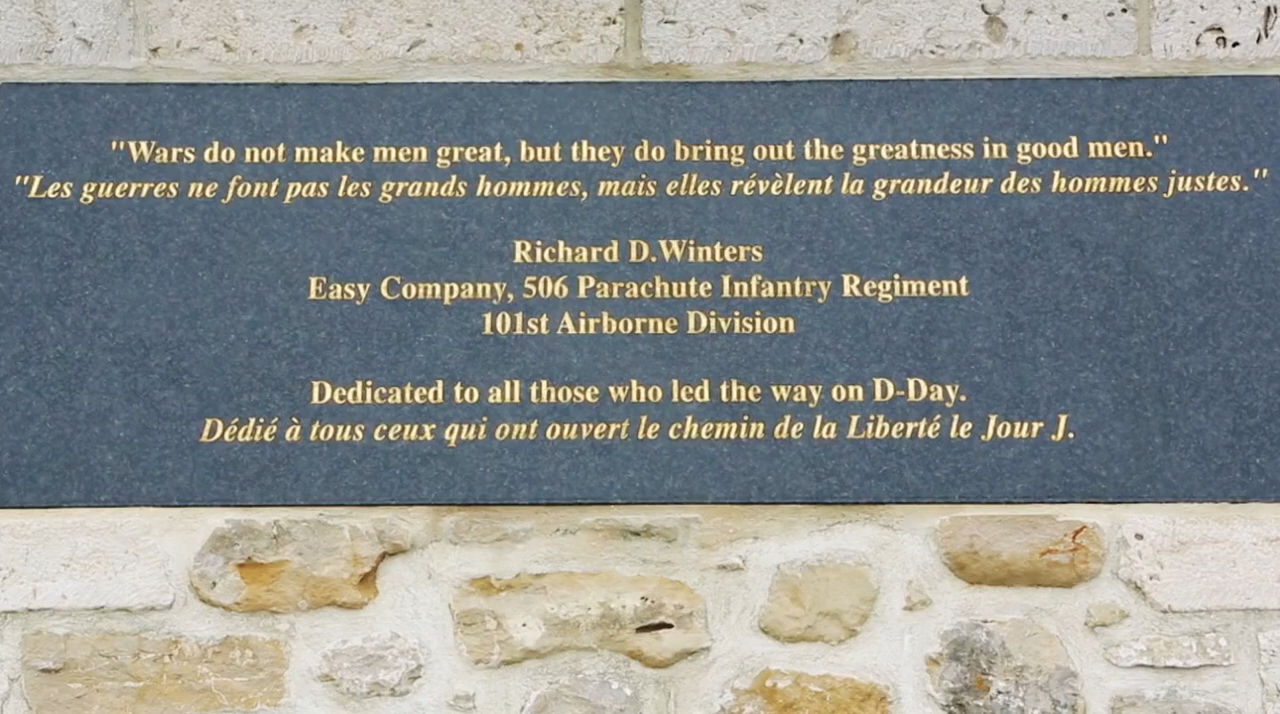 "Wars do not make men great, but they do bring out the greatness in good men."
"Les guerres ne font pas les grands hommes, mais elles révèlent la grandeur des hommes justes."
Richard D.Winters
Easy Company, 506 Parachute Infantry Regiment
101st Airborne Division
Dedicated to all those who led the way on D-Day.
Dédié à tous ceux qui ont ouvert le chemin de la Liberté le Jour J.